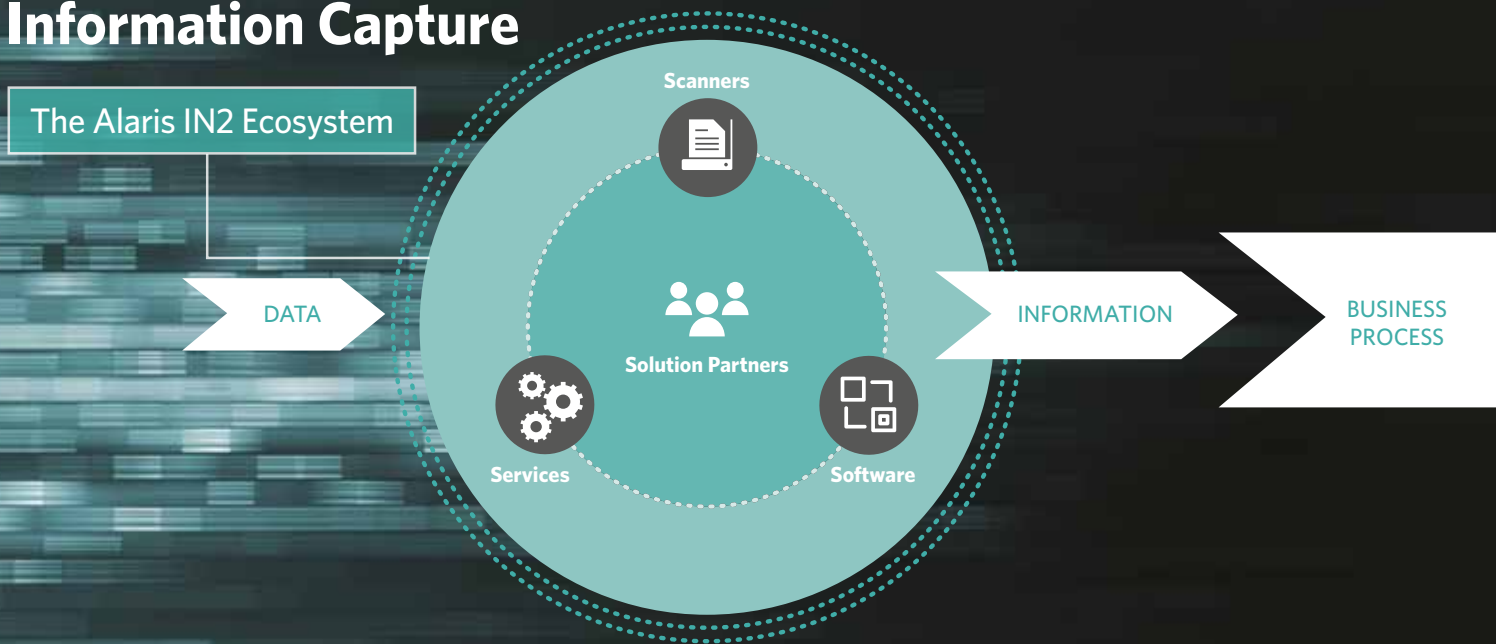 Information Capture
The Alaris IN2 Ecosystem
Scanners
DATA
Solution Partners
INFORMATION
BUSINESS
PROCESS
Services
Software